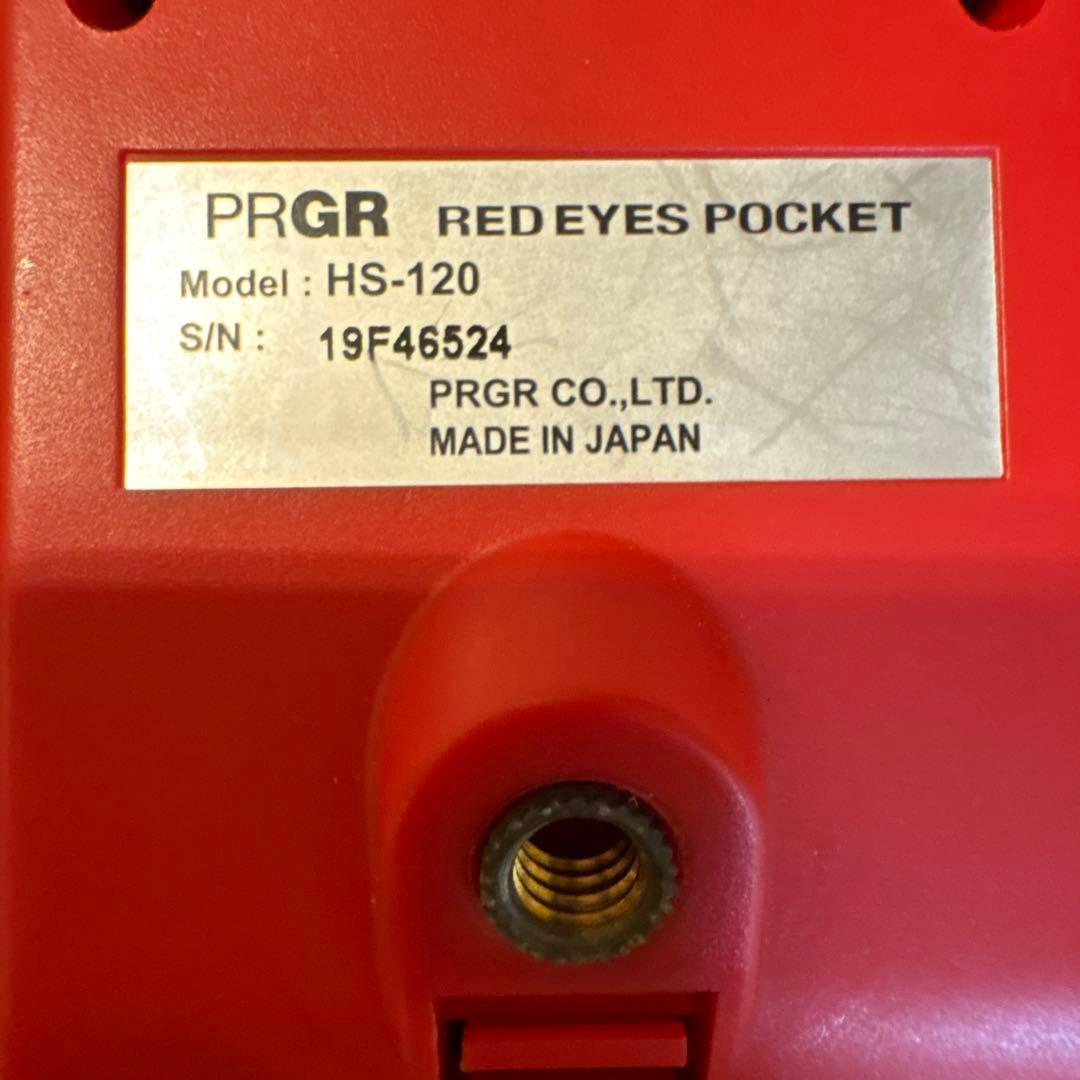 PRGR RED EYES POCKET
Model : HS-120
S/N : 19F46524
PRGR CO.,LTD.
MADE IN JAPAN